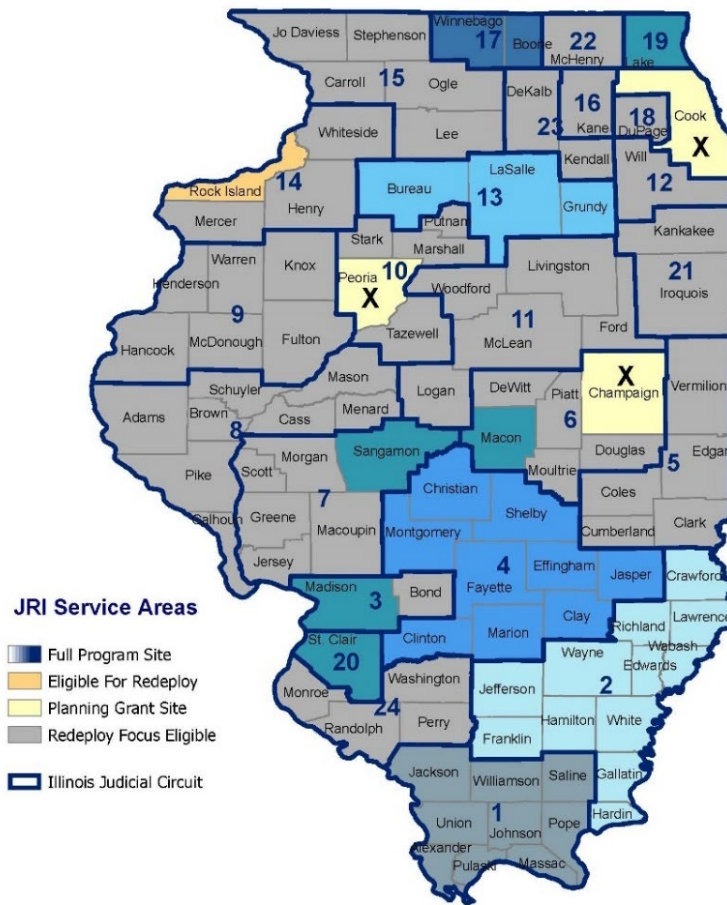 Jo Daviess
Stephenson
Winnebago
17
Boone
22
McHenry
19
Lake
Carroll
15
Ogle
DeKalb
16
Kane
18
DuPage
Cook
X
Whiteside
Lee
23
Kendall
Will
12
Rock Island
14
Henry
Bureau
LaSalle
13
Grundy
Mercer
Putnam
Kankakee
Stark
Marshall
Warren
Knox
Peoria
10
X
Livingston
21
Iroquois
Henderson
Woodford
9
11
Ford
Hancock
McDonough
Fulton
Tazewell
McLean
Mason
X
Schuyler
Logan
DeWitt
Piatt
Champaign
Vermilion
Adams
Brown
Cass
Menard
6
8
Macon
Douglas
Edgar
Morgan
Sangamon
Scott
Moultrie
5
Pike
Christian
Coles
7
Shelby
Greene
Macoupin
Calhoun
Montgomery
Cumberland
Clark
Jersey
4
Effingham
Jasper
Crawford
Madison
3
Bond
Fayette
JRI Service Areas
Clay
Richland
Lawrence
St. Clair
Clinton
Marion
Wabash
Full Program Site
20
Wayne
Edwards
Eligible For Redeploy
Washington
Jefferson
2
Monroe
Planning Grant Site
24
Hamilton
White
Randolph
Perry
Redeploy Focus Eligible
Franklin
Gallatin
Illinois Judicial Circuit
Jackson
Williamson
Saline
Hardin
1
Union
Johnson
Pope
Alexander
Pulaski
Massac